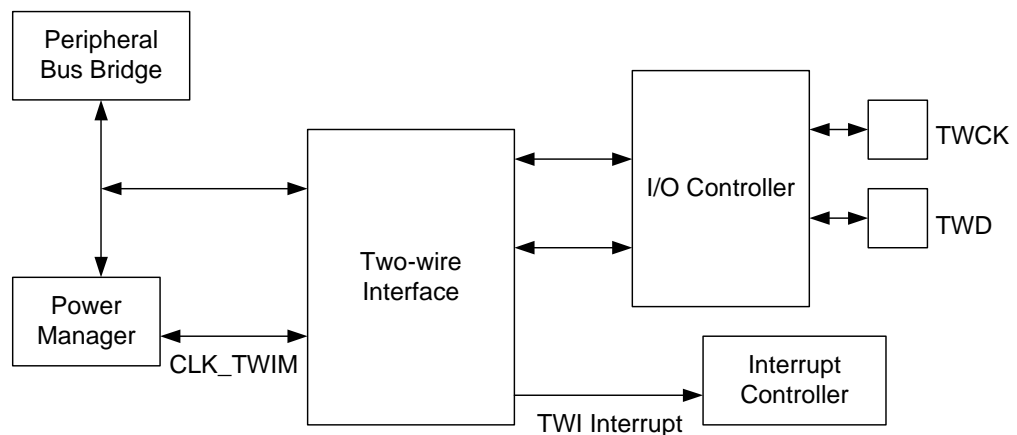 Peripheral
Bus Bridge
TWCK
I/O Controller
TWD
Two-wire
Interface
Power
Manager
CLK_TWIM
Interrupt
Controller
TWI Interrupt